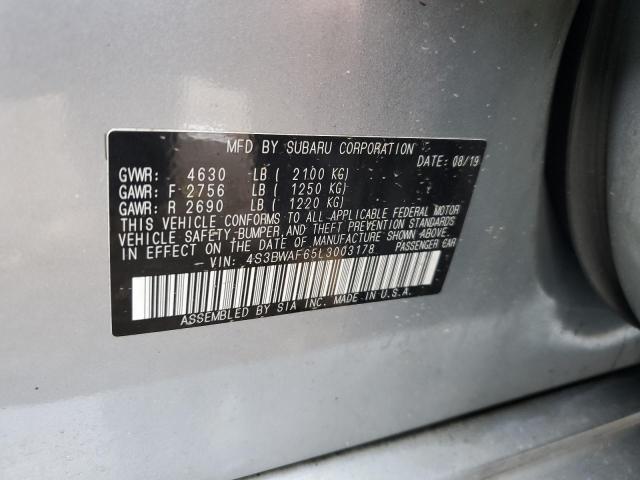 MFD BY SUBARU CORPORATION
DATE: 08/19
GVWR: 4630 LB ( 2100 KG)
GAWR: F 2756 LB ( 1250 KG)
GAWR: R 2690 LB ( 1220 KG)
THIS VEHICLE CONFORMS TO ALL APPLICABLE FEDERAL MOTOR
VEHICLE SAFETY, BUMPER, AND THEFT PREVENTION STANDARDS
IN EFFECT ON THE DATE OF MANUFACTURE SHOWN ABOVE.
VIN: 4S3BWAF65L3003178 PASSENGER CAR
ASSEMBLED BY SIA INC. MADE IN U.S.A.